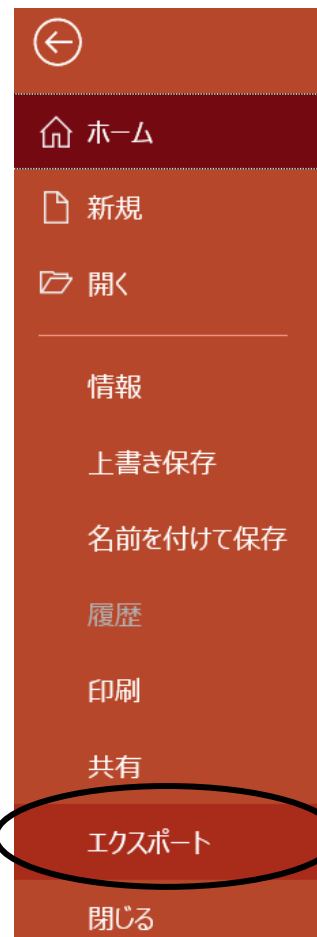 ホーム
新規
開く
情報
上書き保存
名前を付けて保存
履歴
印刷
共有
エクスポート
閉じる